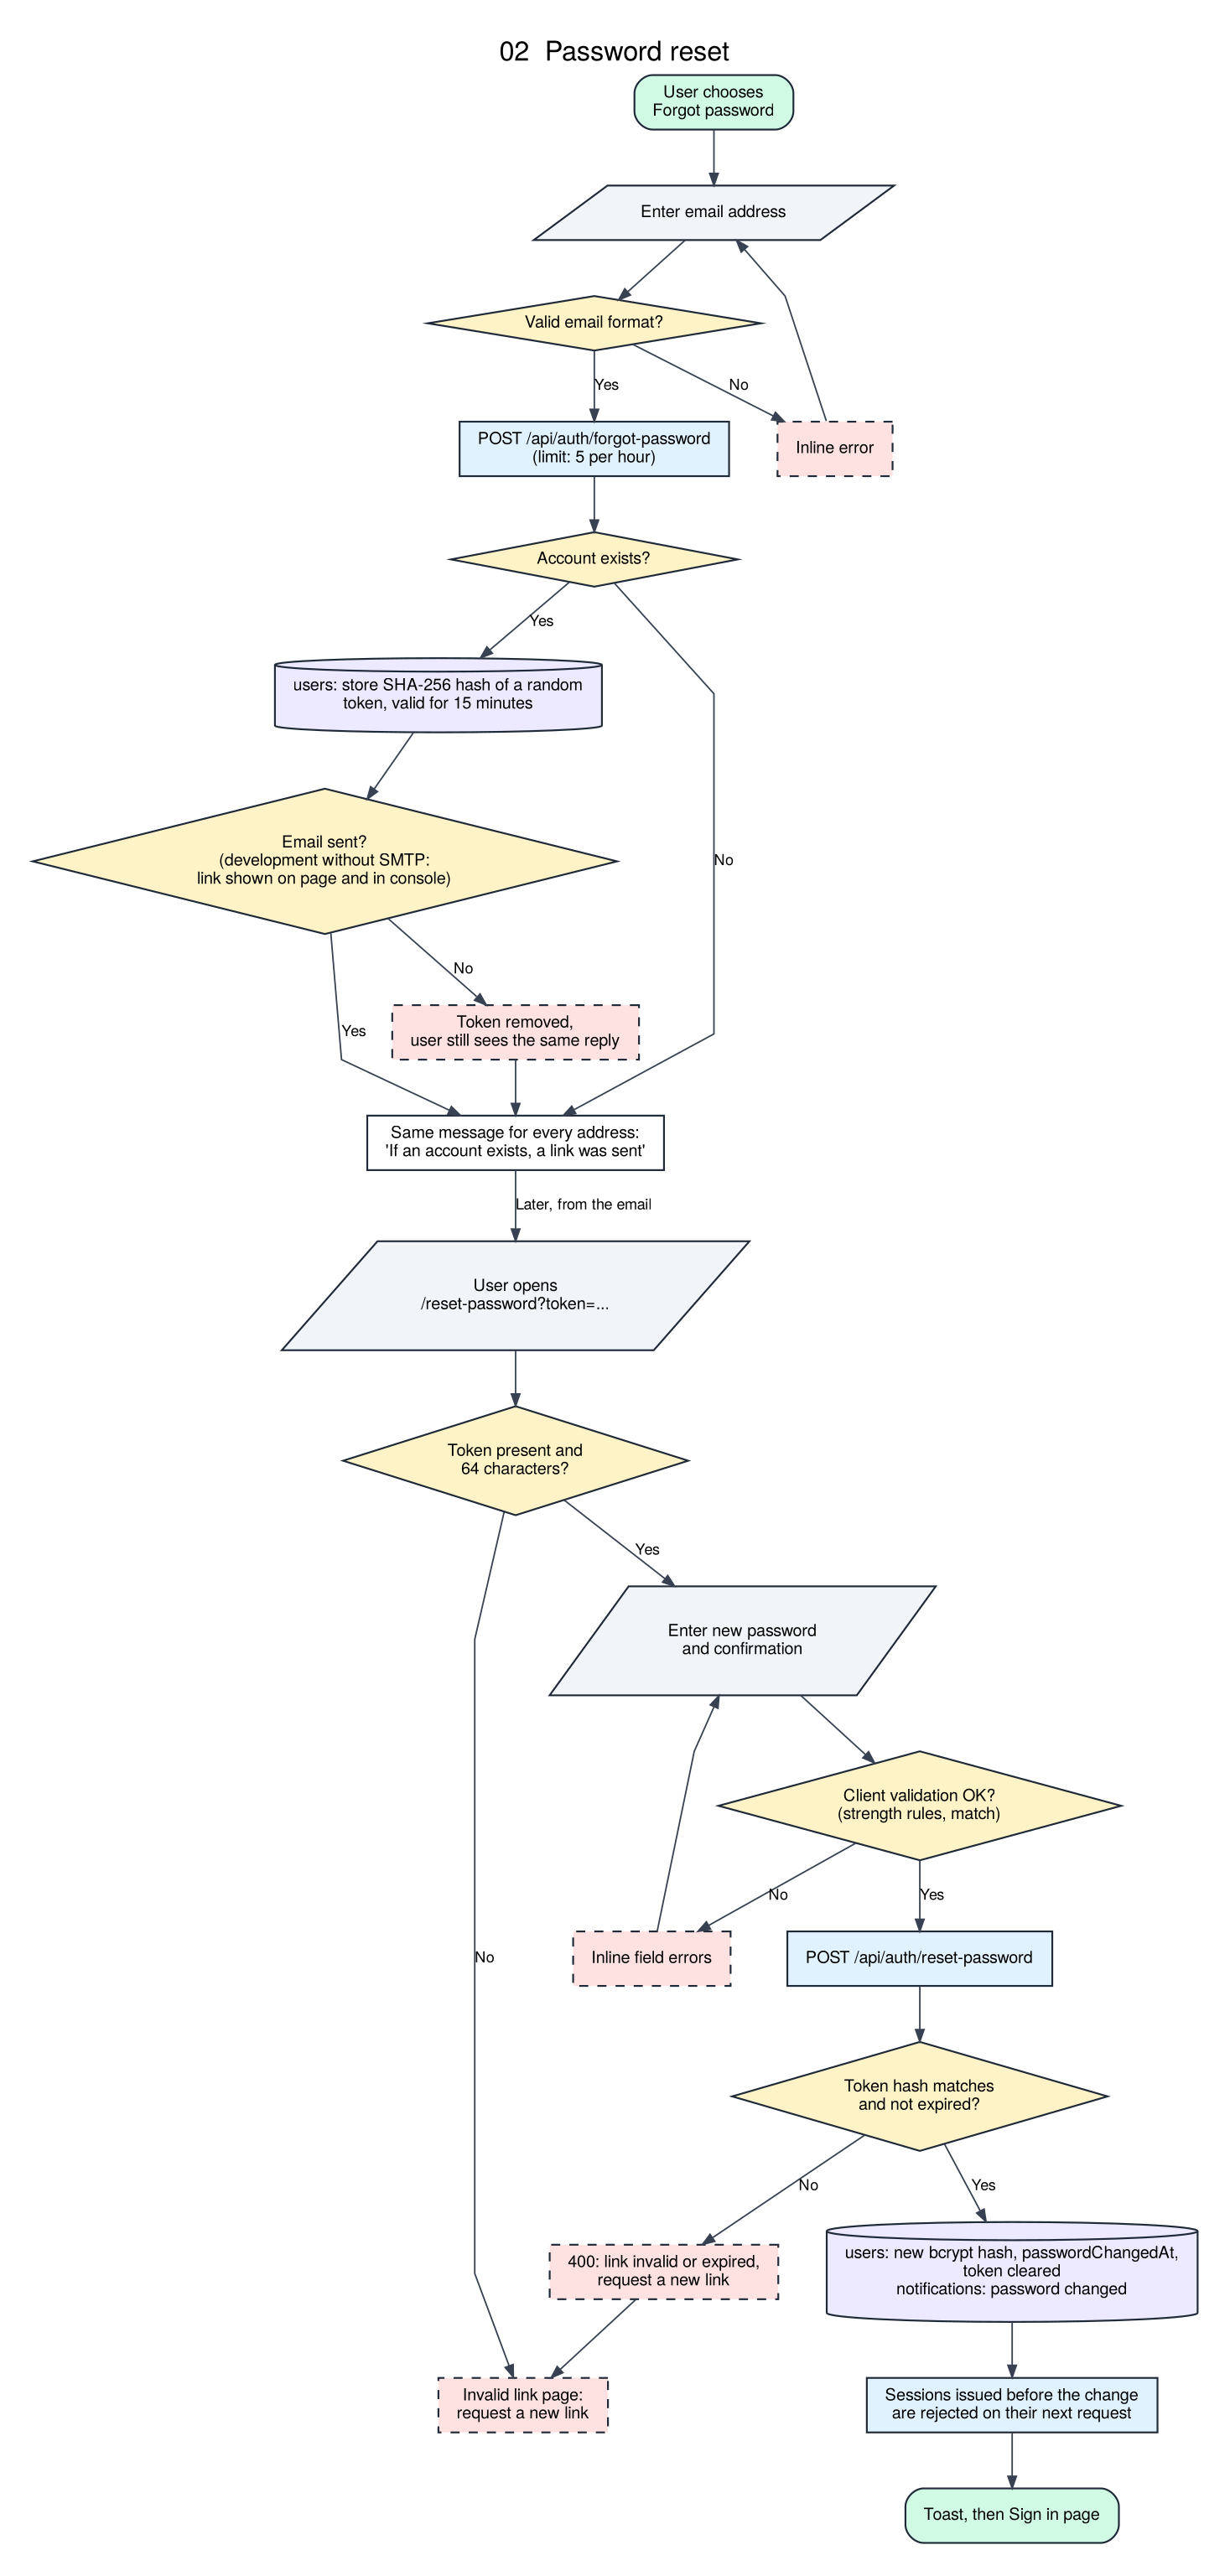 02  Password reset
User chooses
Forgot password
Enter email address
Valid email format?
Yes
No
POST /api/auth/forgot-password
(limit: 5 per hour)
Inline error
Account exists?
Yes
users: store SHA-256 hash of a random
token, valid for 15 minutes
Email sent?
(development without SMTP:
link shown on page and in console)
No
No
Yes
Token removed,
user still sees the same reply
Same message for every address:
'If an account exists, a link was sent'
Later, from the email
User opens
/reset-password?token=...
Token present and
64 characters?
Yes
Enter new password
and confirmation
Client validation OK?
(strength rules, match)
No
Yes
Inline field errors
POST /api/auth/reset-password
No
Token hash matches
and not expired?
No
Yes
400: link invalid or expired,
request a new link
users: new bcrypt hash, passwordChangedAt,
token cleared
notifications: password changed
Invalid link page:
request a new link
Sessions issued before the change
are rejected on their next request
Toast, then Sign in page